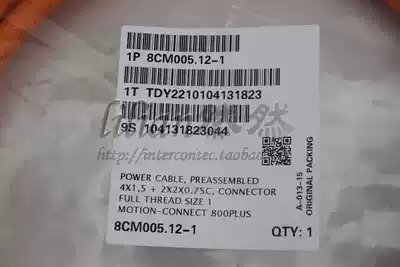 1P 8CM005.12-1
1T TDY2210104131823
9S 104131823044
http://intercontec.taobao
POWER CABLE, PREASSEMBLED
4X1,5 + 2X2X0.75C, CONNECTOR
FULL THREAD SIZE 1
MOTION-CONNECT 800PLUS
8CM005.12-1
QTY: 1
A-013-15
ORIGINAL PACKING